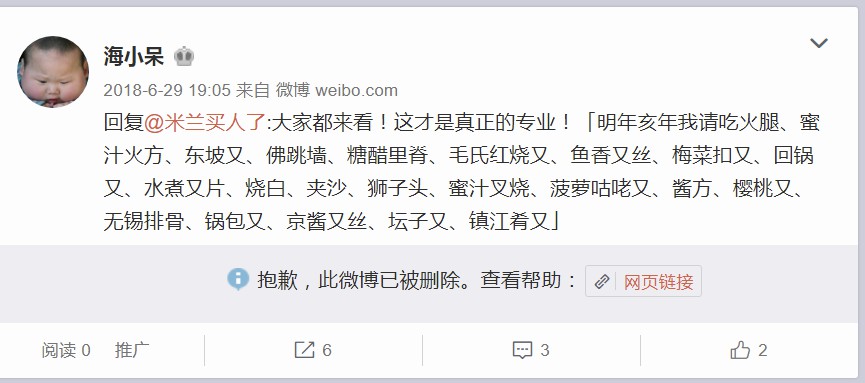 海小呆
2018-6-29 19:05 来自 微博 weibo.com
回复@米兰买人了:大家都来看！这才是真正的专业！「明年亥年我请吃火腿、蜜
汁火方、东坡又、佛跳墙、糖醋里脊、毛氏红烧又、鱼香又丝、梅菜扣又、回锅
又、水煮又片、烧白、夹沙、狮子头、蜜汁叉烧、菠萝咕咾又、酱方、樱桃又、
无锡排骨、锅包又、京酱又丝、坛子又、镇江肴又」
抱歉，此微博已被删除。查看帮助： 网页链接
阅读 0 推广 6 3 2